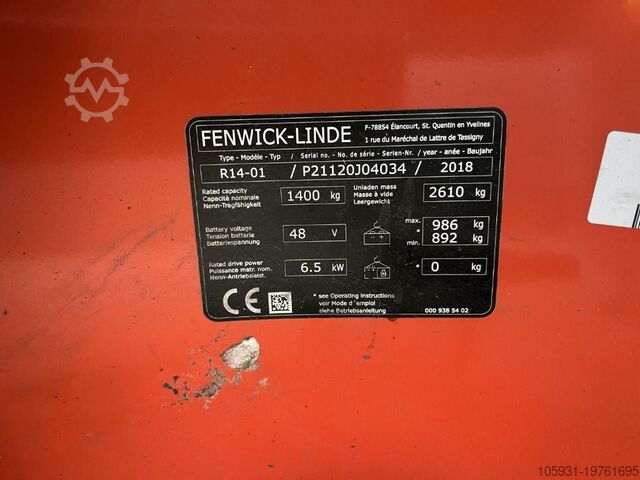 FENWICK-LINDE
F-78854 Élancourt, St. Quentin en Yvelines
1 rue du Maréchal de Lattre de Tassigny
Type - Modéle - Typ / Serial no. - No. de série - Serien-Nr. / year - anée - Baujahr
R14-01 / P21120J04034 / 2018
Rated capacity
Capacité nominale
Nenn-Tragfähigkeit
1400 kg
Unladen mass
Masse à vide
Leergewicht
2610 kg
Battery voltage
Tension batterie
Batteriespannung
48 V
max. 986 kg
* min. 892 kg
Rated drive power
Puissance matr. nom.
Nenn-Antriebsleist.
6.5 kW
* 0 kg
CE
* see Operating instructions
voir Mode d´emploi
siehe Betriebsanleitung
000 938 54 02
105931-19761695